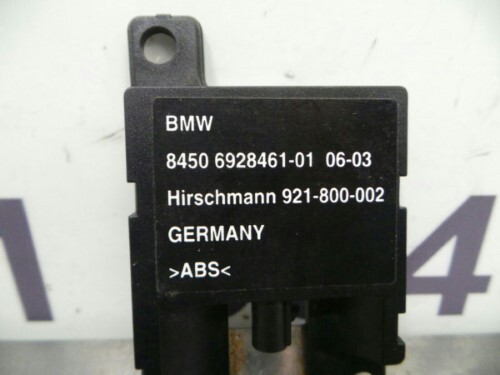 BMW
8450 6928461-01 06-03
Hirschmann 921-800-002
GERMANY
>ABS<